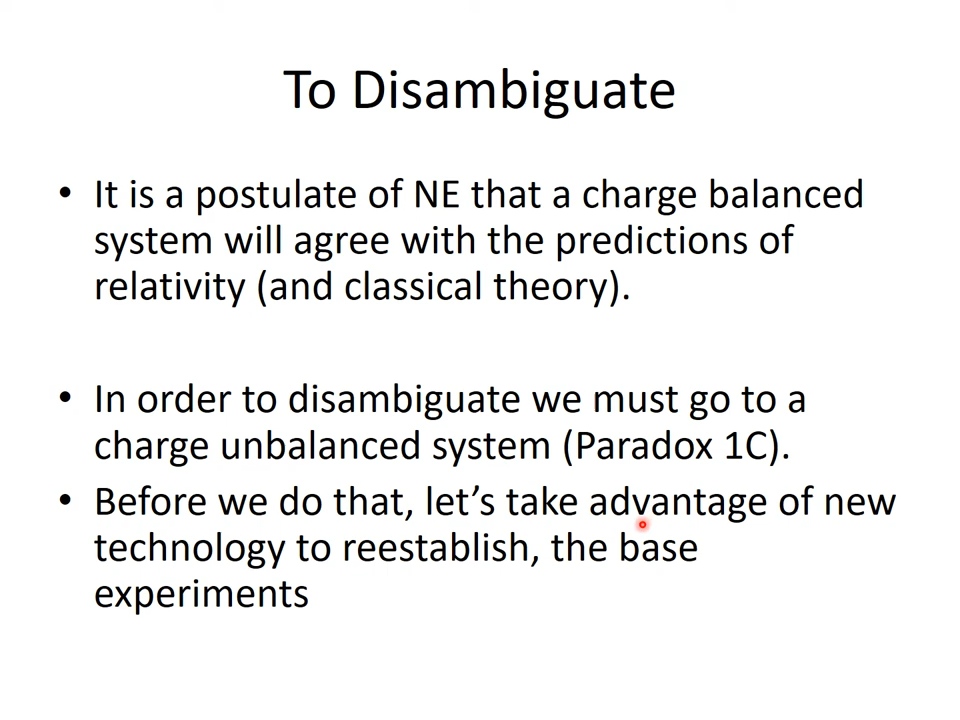 To Disambiguate
• It is a postulate of NE that a charge balanced
system will agree with the predictions of
relativity (and classical theory).
• In order to disambiguate we must go to a
charge unbalanced system (Paradox 1C).
• Before we do that, let’s take advantage of new
technology to reestablish, the base
experiments